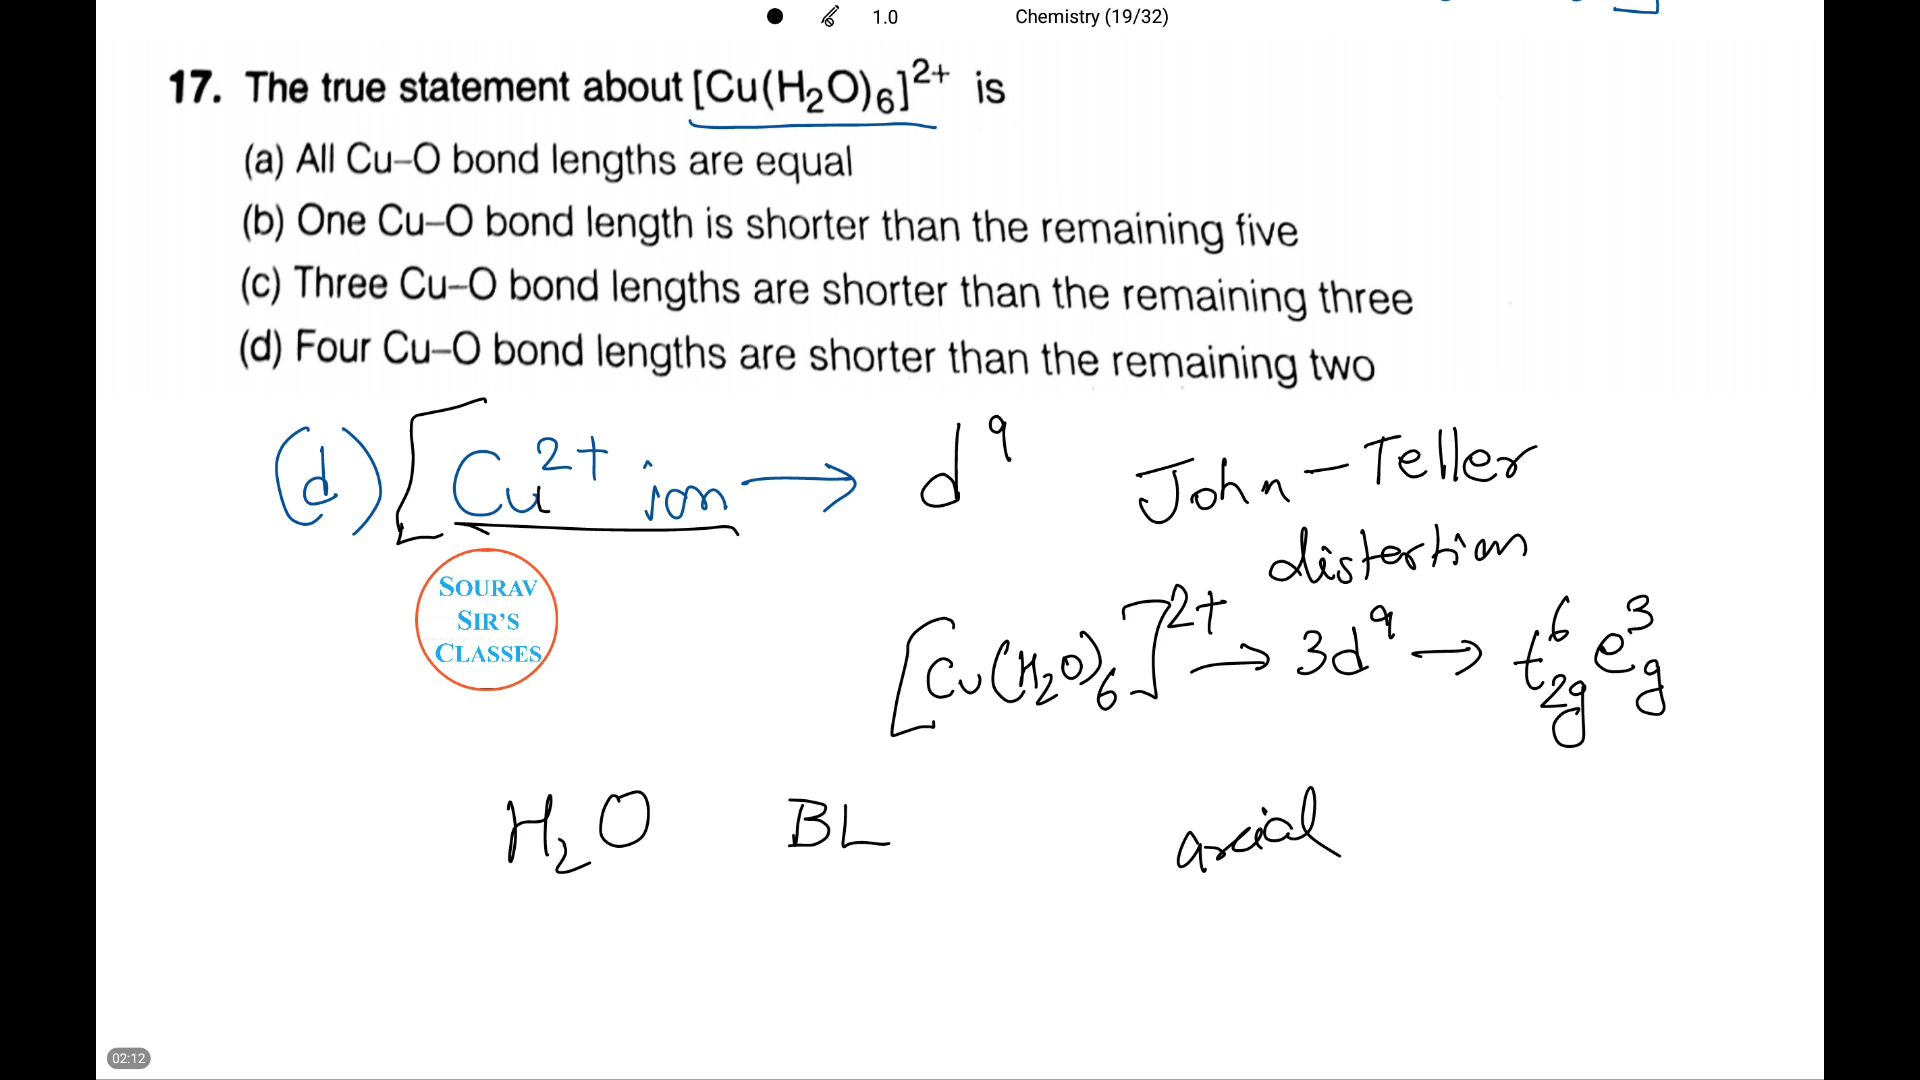 1.0 Chemistry (19/32)
17. The true statement about [Cu(H₂O)₆]²⁺ is
(a) All Cu–O bond lengths are equal
(b) One Cu–O bond length is shorter than the remaining five
(c) Three Cu–O bond lengths are shorter than the remaining three
(d) Four Cu–O bond lengths are shorter than the remaining two
(d) [Cu²⁺ ion → d⁹ John-Teller
distortion
SOURAV
SIR'S
CLASSES
[Cu(H₂O)₆]²⁺ → 3d⁹ → t₂g⁶ eg³
H₂O BL axial
02:12